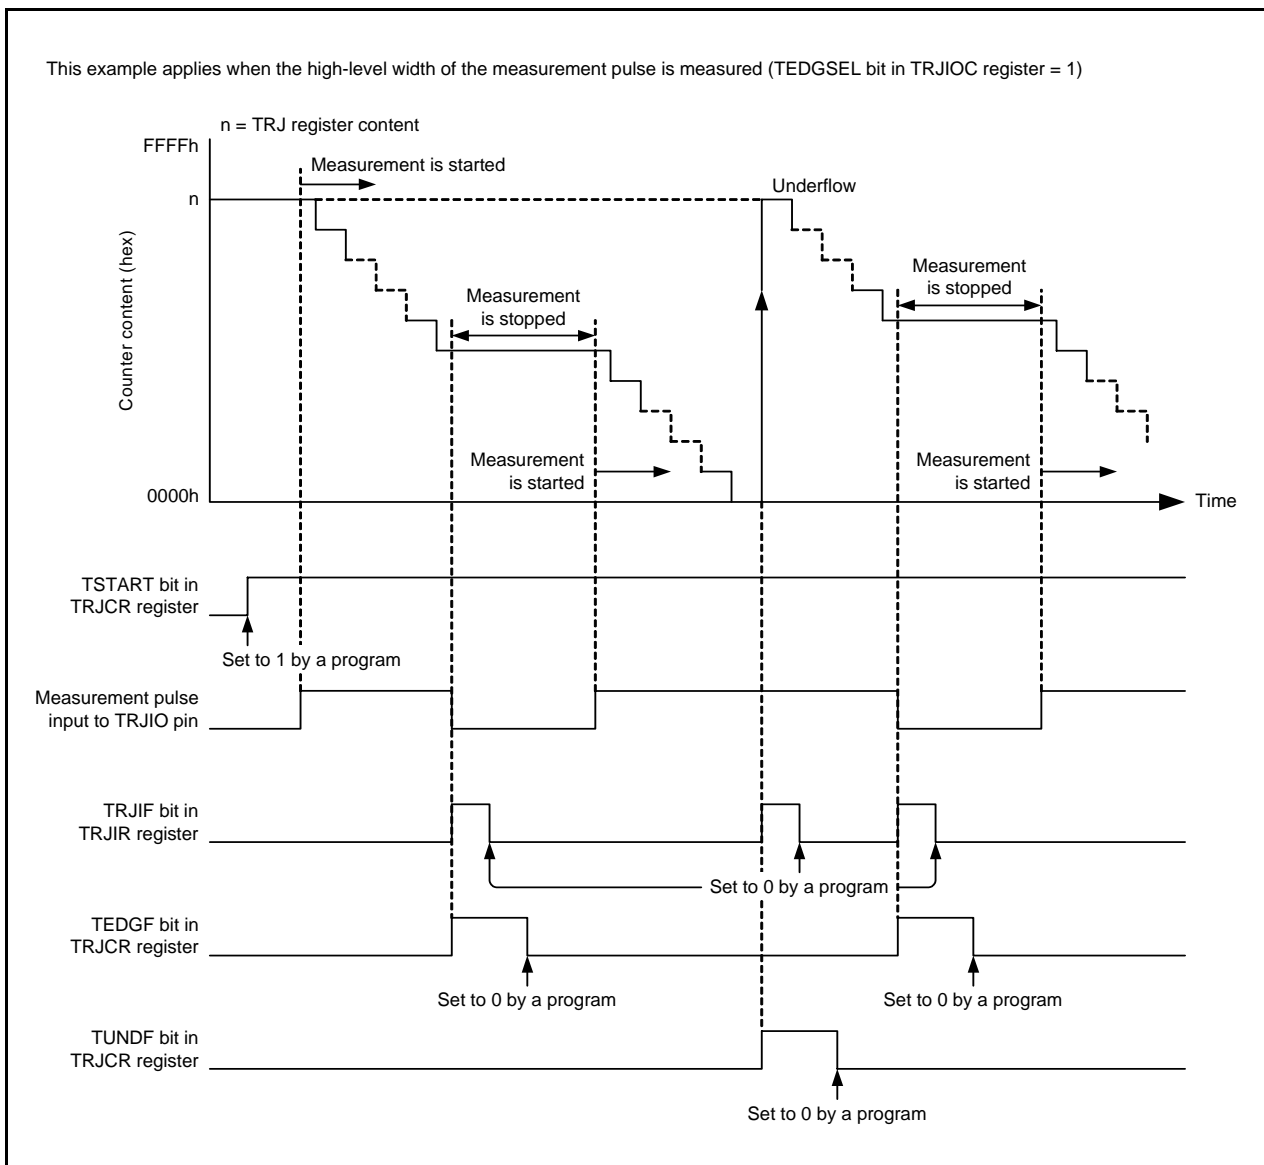 This example applies when the high-level width of the measurement pulse is measured (TEDGSEL bit in TRJIOC register = 1)
n = TRJ register content
FFFFh
Measurement is started
n
Underflow
Counter content (hex)
Measurement
is stopped
Measurement
is stopped
Measurement
is started
Measurement
is started
0000h
Time
TSTART bit in
TRJCR register
Set to 1 by a program
Measurement pulse
input to TRJIO pin
TRJIF bit in
TRJIR register
Set to 0 by a program
TEDGF bit in
TRJCR register
Set to 0 by a program
Set to 0 by a program
TUNDF bit in
TRJCR register
Set to 0 by a program